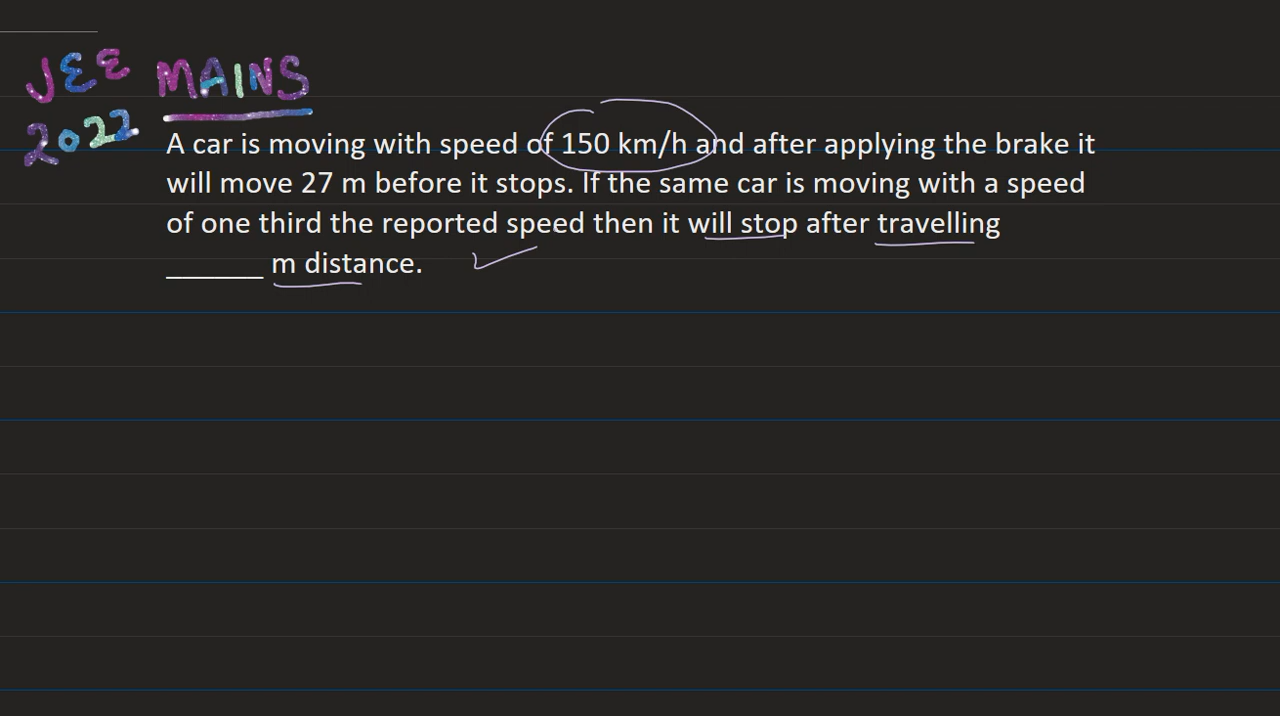 JEE MAINS
2022
A car is moving with speed of 150 km/h and after applying the brake it
will move 27 m before it stops. If the same car is moving with a speed
of one third the reported speed then it will stop after travelling
_______ m distance.